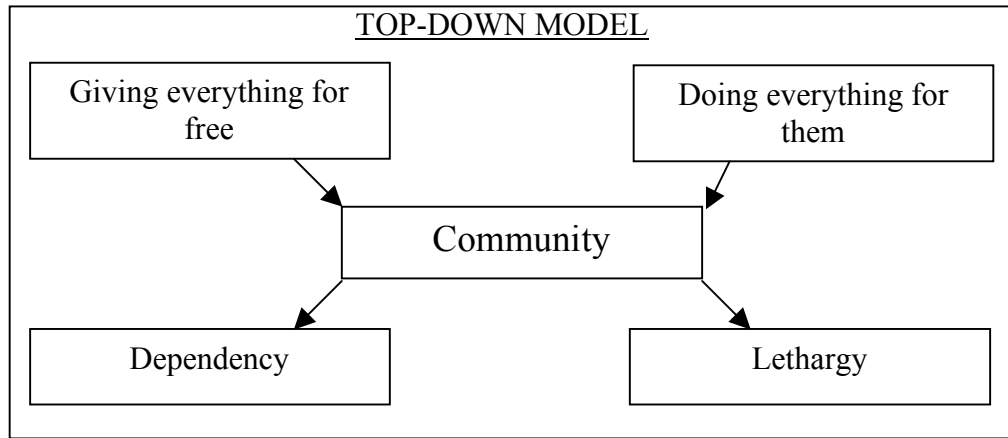 TOP-DOWN MODEL
Giving everything for
free
Doing everything for
them
Community
Dependency
Lethargy